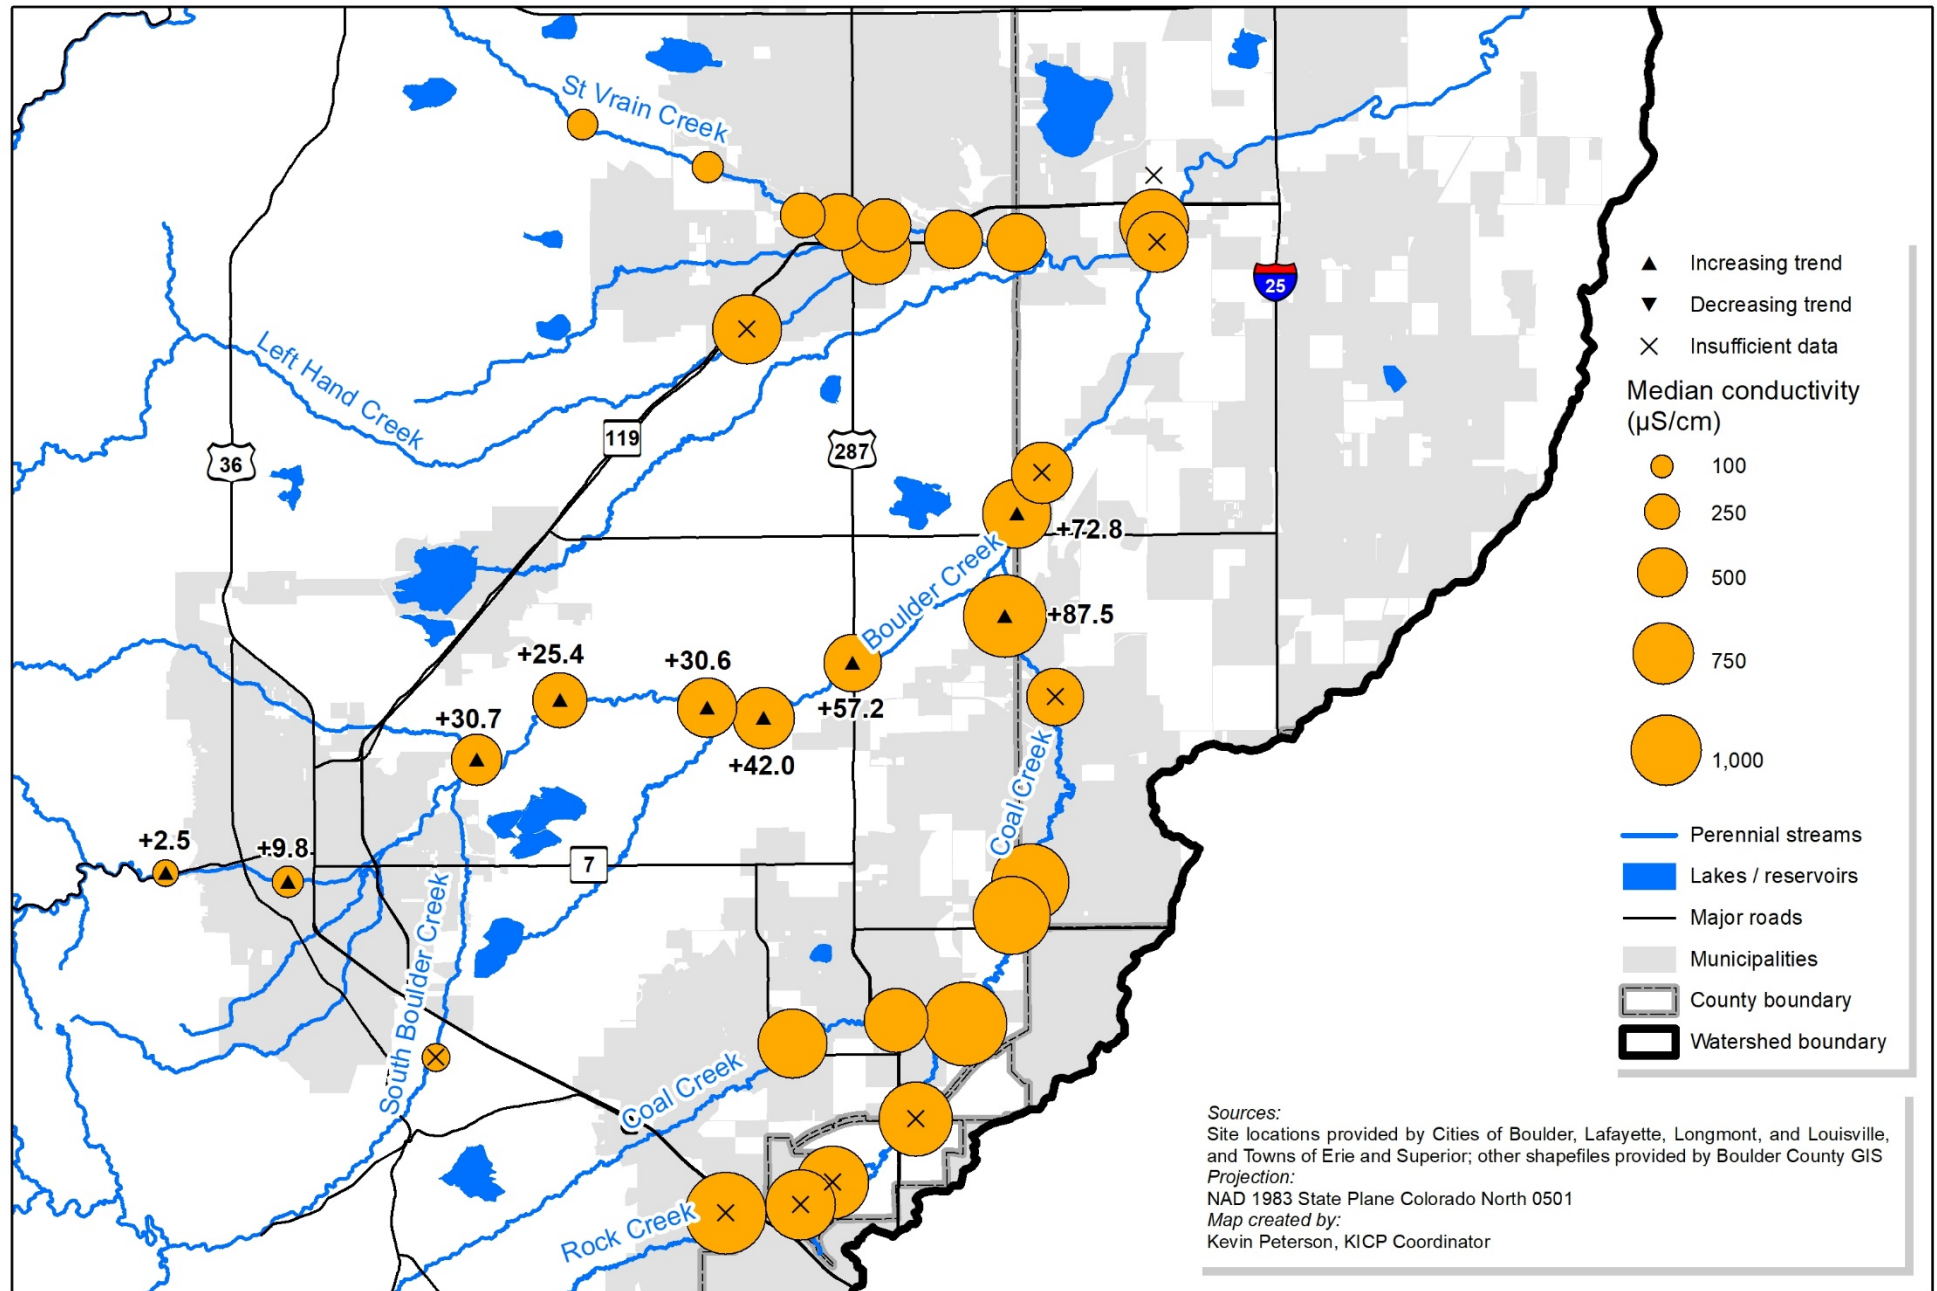 St Vrain Creek
Left Hand Creek
25
119
36
287
Boulder Creek
+72.8
+87.5
+25.4
+30.6
+57.2
+30.7
+42.0
Coal Creek
+2.5
+9.8
7
South Boulder Creek
Coal Creek
Rock Creek
Increasing trend
Decreasing trend
Insufficient data
Median conductivity
(µS/cm)
100
250
500
750
1,000
Perennial streams
Lakes / reservoirs
Major roads
Municipalities
County boundary
Watershed boundary
Sources:
Site locations provided by Cities of Boulder, Lafayette, Longmont, and Louisville,
and Towns of Erie and Superior; other shapefiles provided by Boulder County GIS
Projection:
NAD 1983 State Plane Colorado North 0501
Map created by:
Kevin Peterson, KICP Coordinator